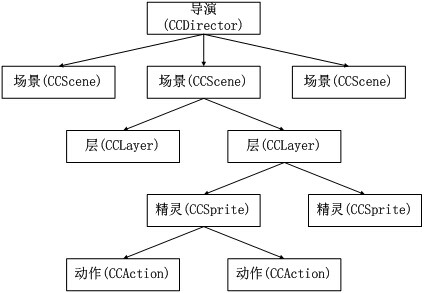 导演
(CCDirector)
场景(CCScene)
场景(CCScene)
场景(CCScene)
层(CCLayer)
层(CCLayer)
精灵(CCSprite)
精灵(CCSprite)
动作(CCAction)
动作(CCAction)